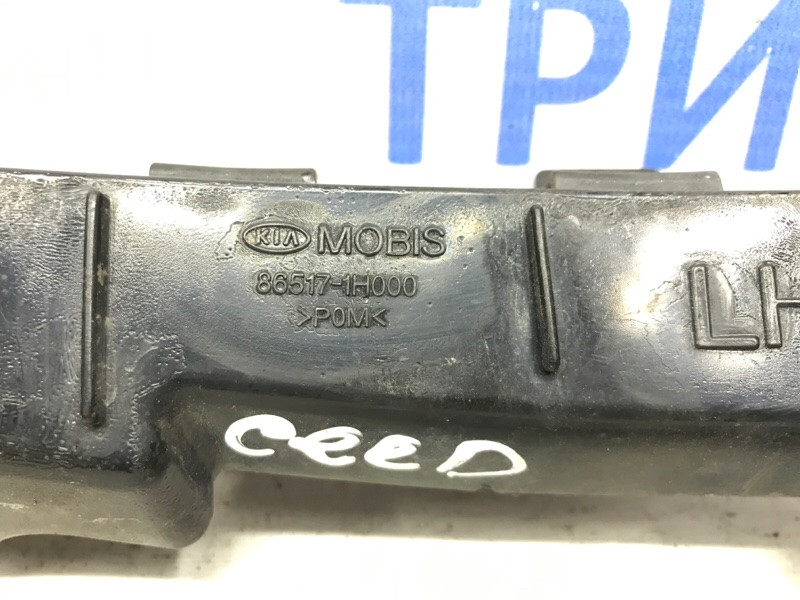 ТРИ
KIA MOBIS
86517-1H000
>POM<
LH
CEED